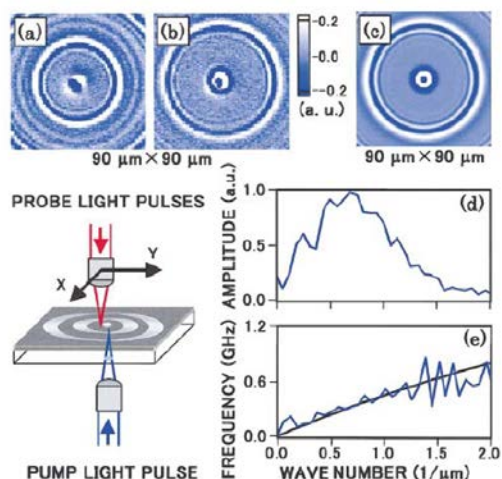 (a)
(b)
0.2
0
-0.2
(a. u.)
(c)
90 μm×90 μm
90 μm×90 μm
PROBE LIGHT PULSES
X
Y
PUMP LIGHT PULSE
AMPLITUDE (a.u.)
1.0
0.5
0.0
(d)
FREQUENCY (GHz)
1.2
0.6
0
(e)
0.0
0.5
1.0
1.5
2.0
WAVE NUMBER (1/μm)